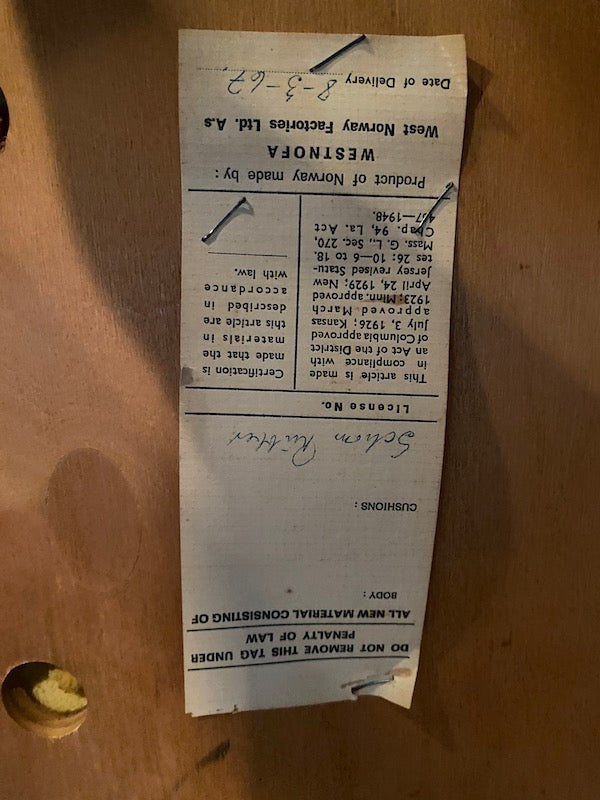 DO NOT REMOVE THIS TAG UNDER
PENALTY OF LAW
ALL NEW MATERIAL CONSISTING OF
BODY :
CUSHIONS :
License No.
This article is made
in compliance with
an Act of the District
of Columbia approved
July 3, 1926; Kansas
approved March
1923; Minn. approved
April 24, 1929; New
Jersey revised Statu-
tes 26: 10—6 to 18.
Mass. G. L., Sec. 270,
Chap. 94, La. Act
467—1948.
Certification is
made that the
materials in
this article are
described in
accordance
with law.
Product of Norway made by :
WESTNOFA
West Norway Factories Ltd. A.s
Date of Delivery 8-3-67